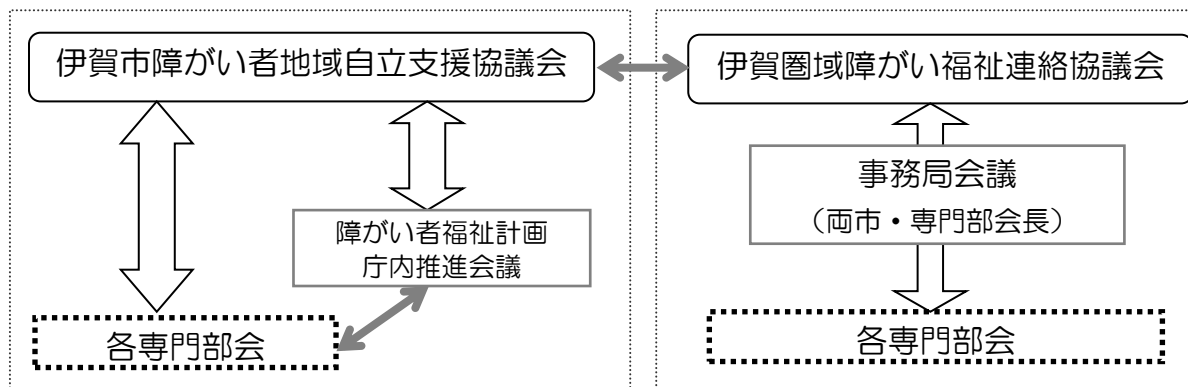 伊賀市障がい者地域自立支援協議会
障がい者福祉計画
庁内推進会議
各専門部会
伊賀圏域障がい福祉連絡協議会
事務局会議
（両市・専門部会長）
各専門部会